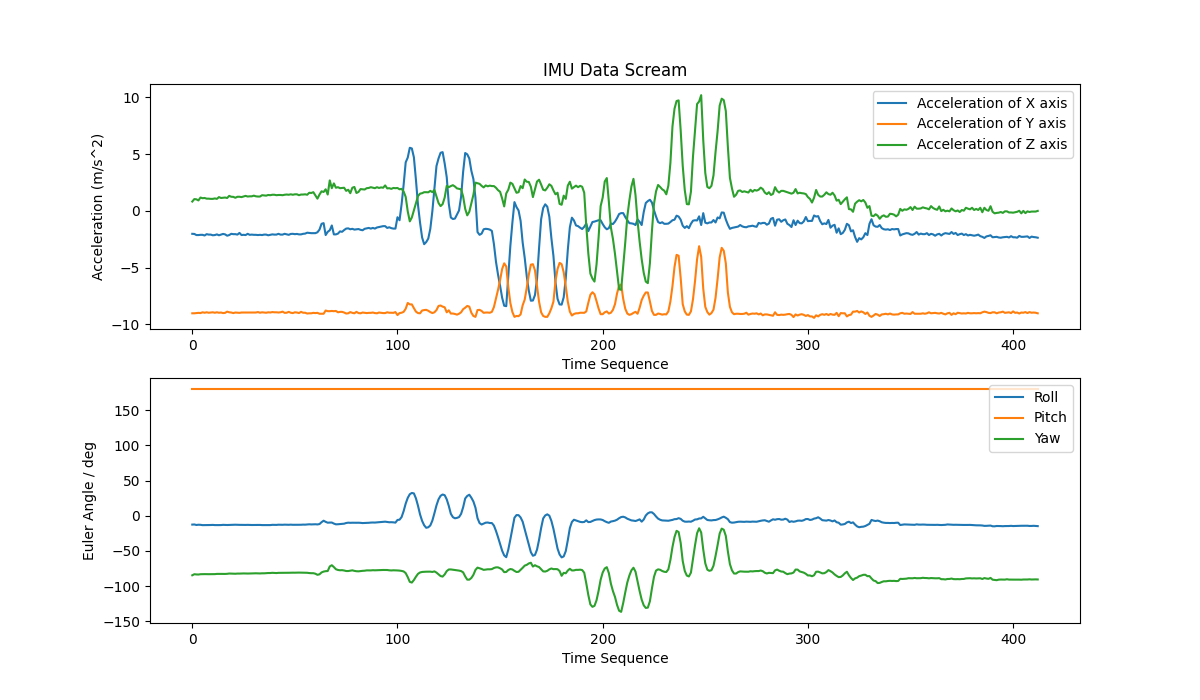 IMU Data Scream
Acceleration (m/s^2)
10
5
0
−5
−10
Acceleration of X axis
Acceleration of Y axis
Acceleration of Z axis
0 100 200 300 400
Time Sequence
Euler Angle / deg
150
100
50
0
−50
−100
−150
Roll
Pitch
Yaw
0 100 200 300 400
Time Sequence